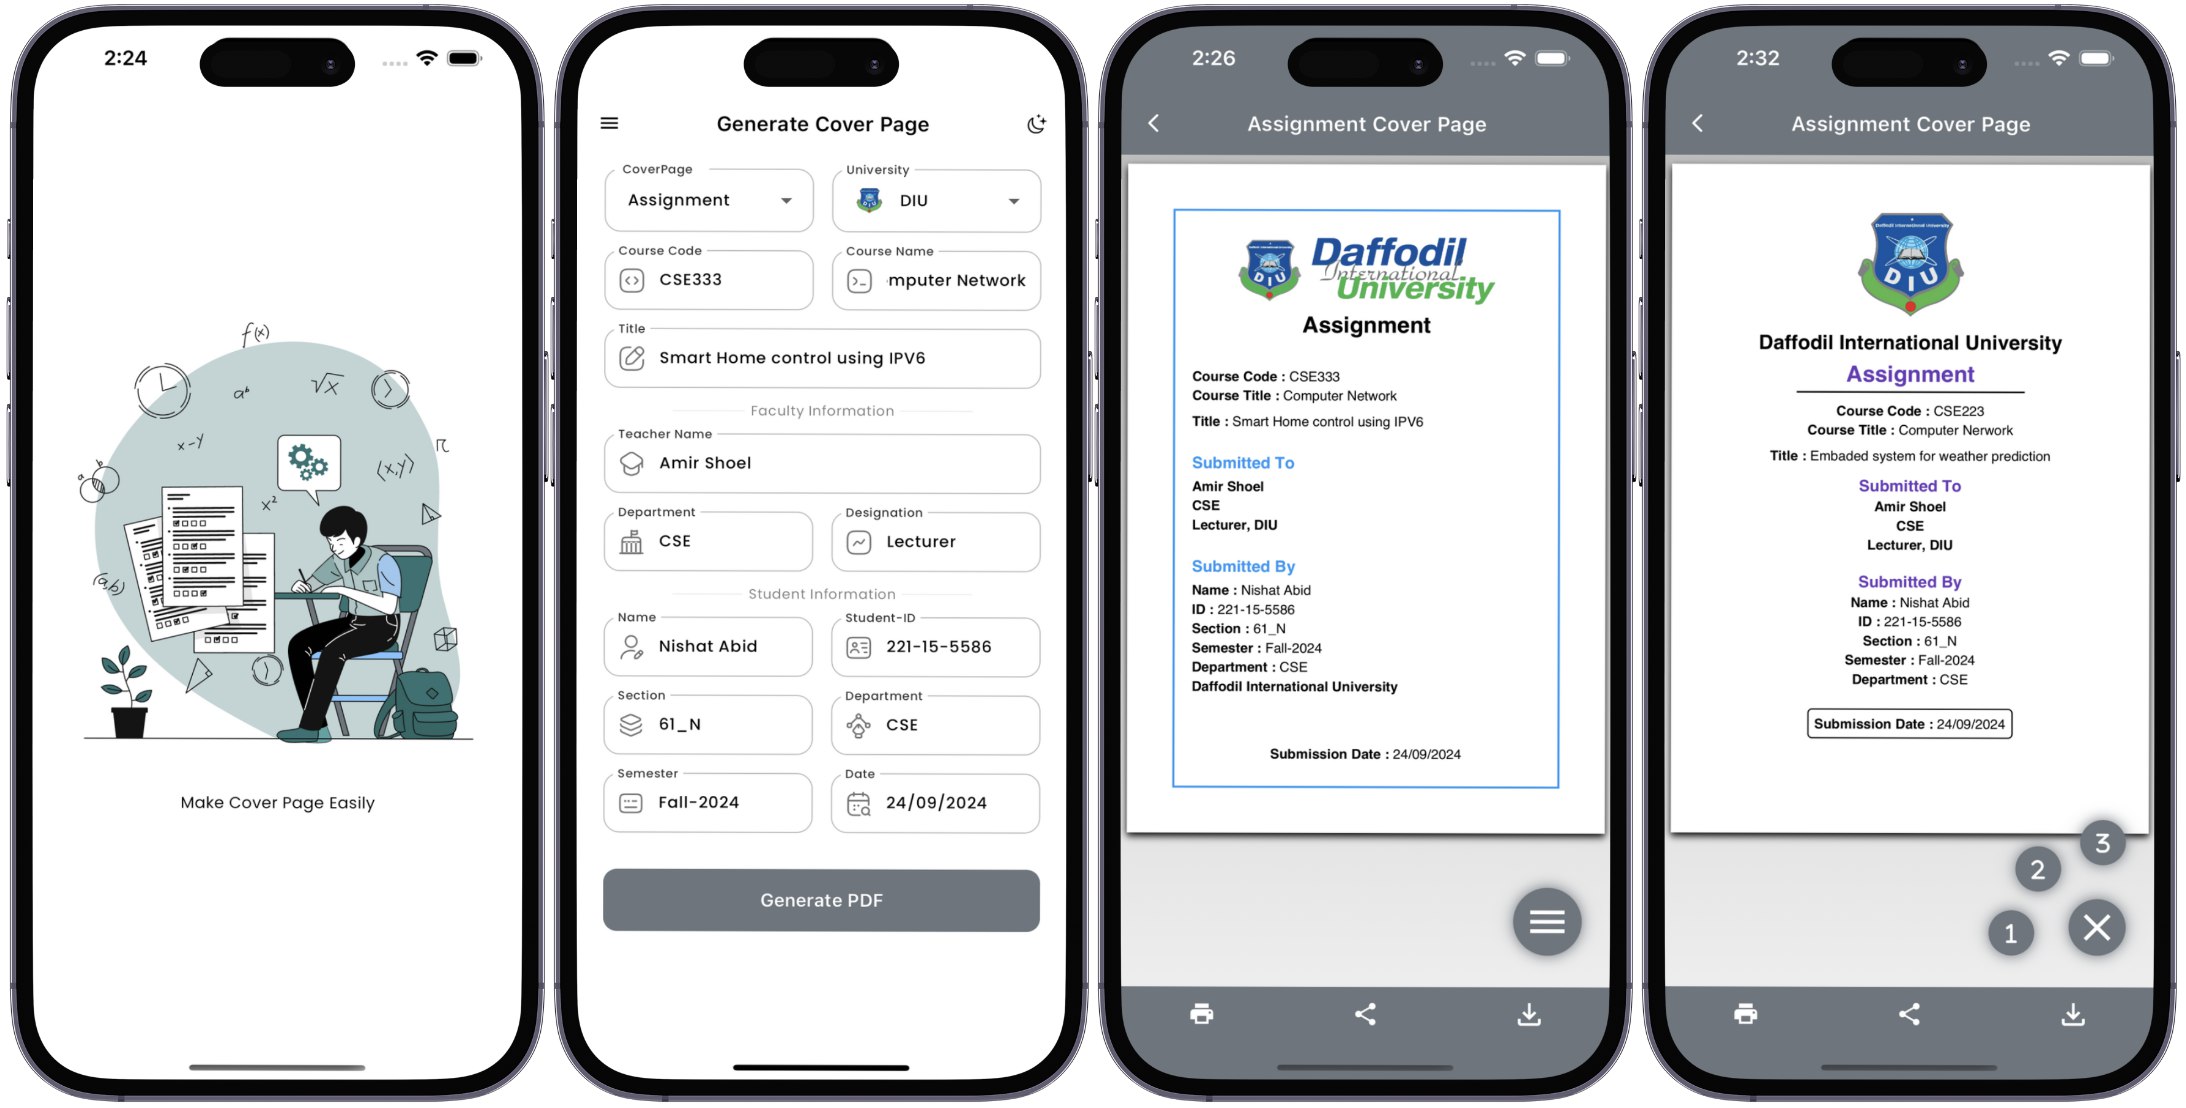 2:24
f(x)
aᵇ
√x
x-y
π
(x,y)
a
b
x²
(a,b)
Make Cover Page Easily
Generate Cover Page
CoverPage
Assignment
University
DIU
Course Code
CSE333
Course Name
mputer Network
Title
Smart Home control using IPV6
Faculty Information
Teacher Name
Amir Shoel
Department
CSE
Designation
Lecturer
Student Information
Name
Nishat Abid
Student-ID
221-15-5586
Section
61_N
Department
CSE
Semester
Fall-2024
Date
24/09/2024
Generate PDF
2:26
Assignment Cover Page
DIU
Daffodil
International
University
Assignment
Course Code : CSE333
Course Title : Computer Network
Title : Smart Home control using IPV6
Submitted To
Amir Shoel
CSE
Lecturer, DIU
Submitted By
Name : Nishat Abid
ID : 221-15-5586
Section : 61_N
Semester : Fall-2024
Department : CSE
Daffodil International University
Submission Date : 24/09/2024
2:32
Assignment Cover Page
Daffodil International University
DIU
Daffodil International University
Assignment
Course Code : CSE223
Course Title : Computer Nerwork
Title : Embaded system for weather prediction
Submitted To
Amir Shoel
CSE
Lecturer, DIU
Submitted By
Name : Nishat Abid
ID : 221-15-5586
Section : 61_N
Semester : Fall-2024
Department : CSE
Submission Date : 24/09/2024
3
2
1